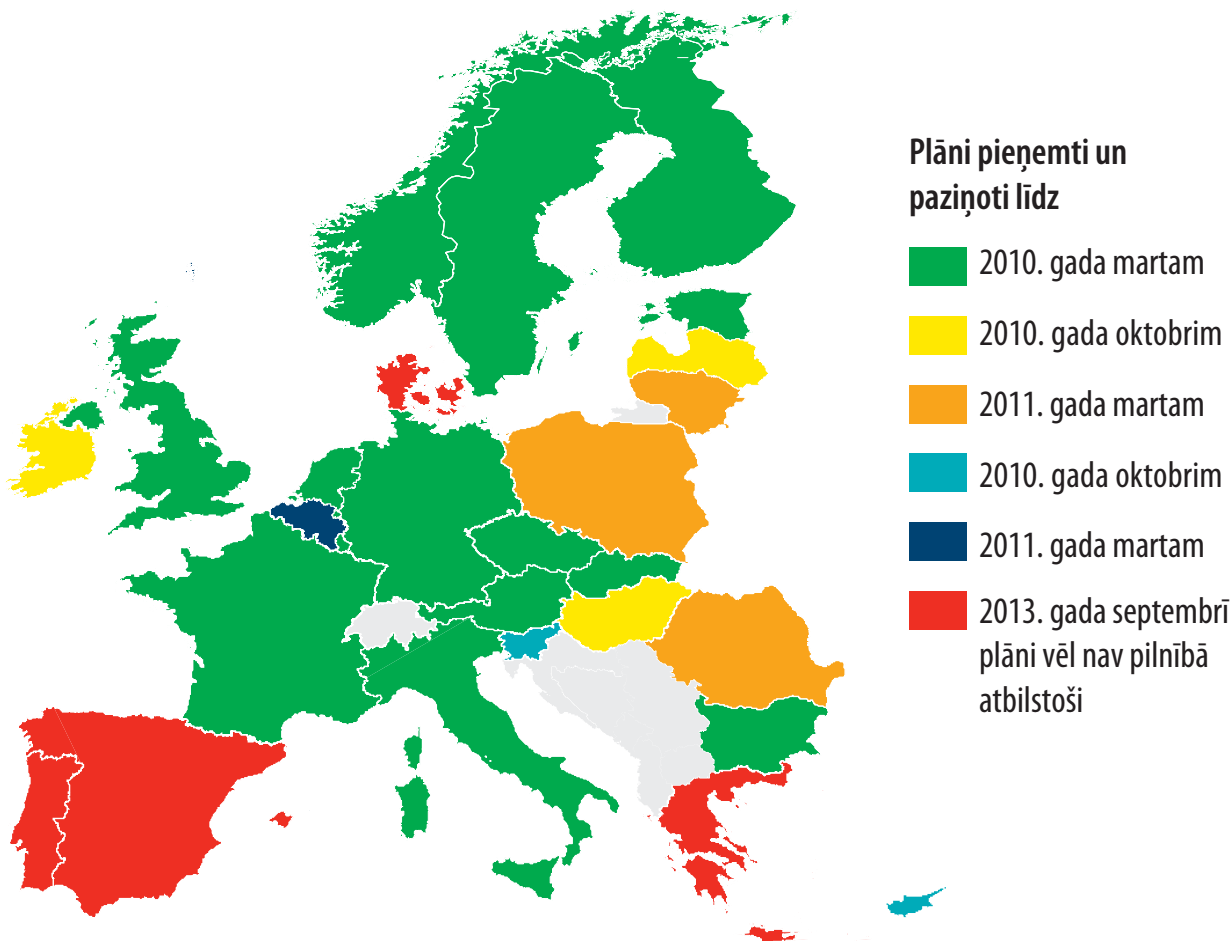 Plāni pieņemti un
paziņoti līdz
2010. gada martam
2010. gada oktobrim
2011. gada martam
2010. gada oktobrim
2011. gada martam
2013. gada septembrī
plāni vēl nav pilnībā
atbilstoši